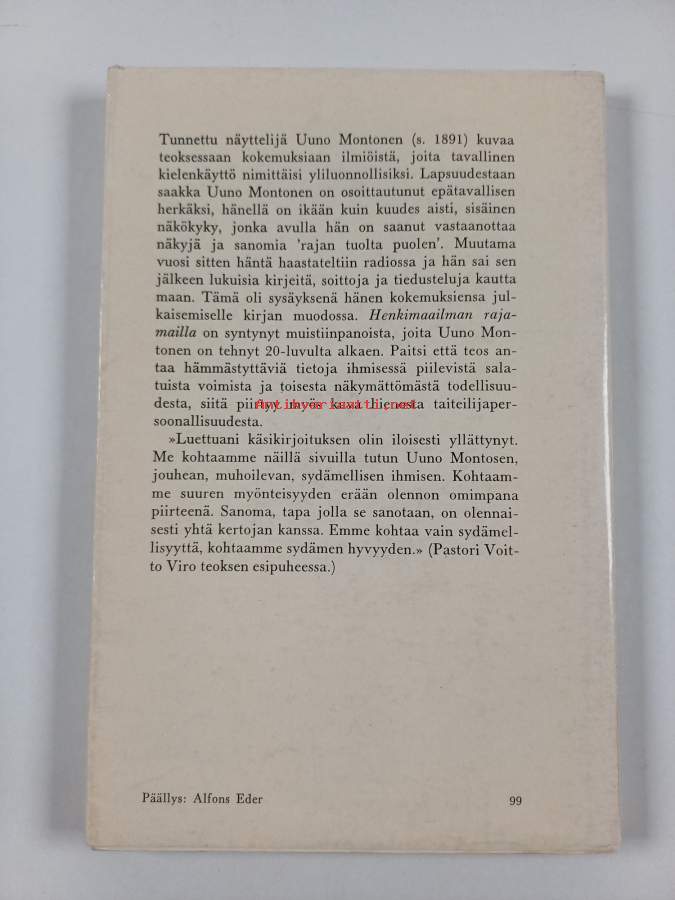 Tunnettu näyttelijä Uuno Montonen (s. 1891) kuvaa
teoksessaan kokemuksiaan ilmiöistä, joita tavallinen
kielenkäyttö nimittäisi yliluonnollisiksi. Lapsuudestaan
saakka Uuno Montonen on osoittautunut epätavallisen
herkäksi, hänellä on ikään kuin kuudes aisti, sisäinen
näkökyky, jonka avulla hän on saanut vastaanottaa
näkyjä ja sanomia 'rajan tuolta puolen'. Muutama
vuosi sitten häntä haastateltiin radiossa ja hän sai sen
jälkeen lukuisia kirjeitä, soittoja ja tiedusteluja kautta
maan. Tämä oli sysäyksenä hänen kokemuksiensa jul-
kaisemiselle kirjan muodossa. Henkimaailman raja-
mailla on syntynyt muistiinpanoista, joita Uuno Mon-
tonen on tehnyt 20-luvulta alkaen. Paitsi että teos an-
taa hämmästyttäviä tietoja ihmisessä piilevistä sala-
tuista voimista ja toisesta näkymättömästä todellisuu-
desta, siitä piirtyy myös kuva hienosta taiteilijaper-
soonallisuudesta.
»Luettuani käsikirjoituksen olin iloisesti yllättynyt.
Me kohtaamme näillä sivuilla tutun Uuno Montosen,
jouhean, muhoilevan, sydämellisen ihmisen. Kohtaam-
me suuren myönteisyyden erään olennon omimpana
piirteenä. Sanoma, tapa jolla se sanotaan, on olennai-
sesti yhtä kertojan kanssa. Emme kohtaa vain sydämel-
lisyyttä, kohtaamme sydämen hyvyyden.» (Pastori Voit-
to Viro teoksen esipuheessa.)
Päällys: Alfons Eder 99